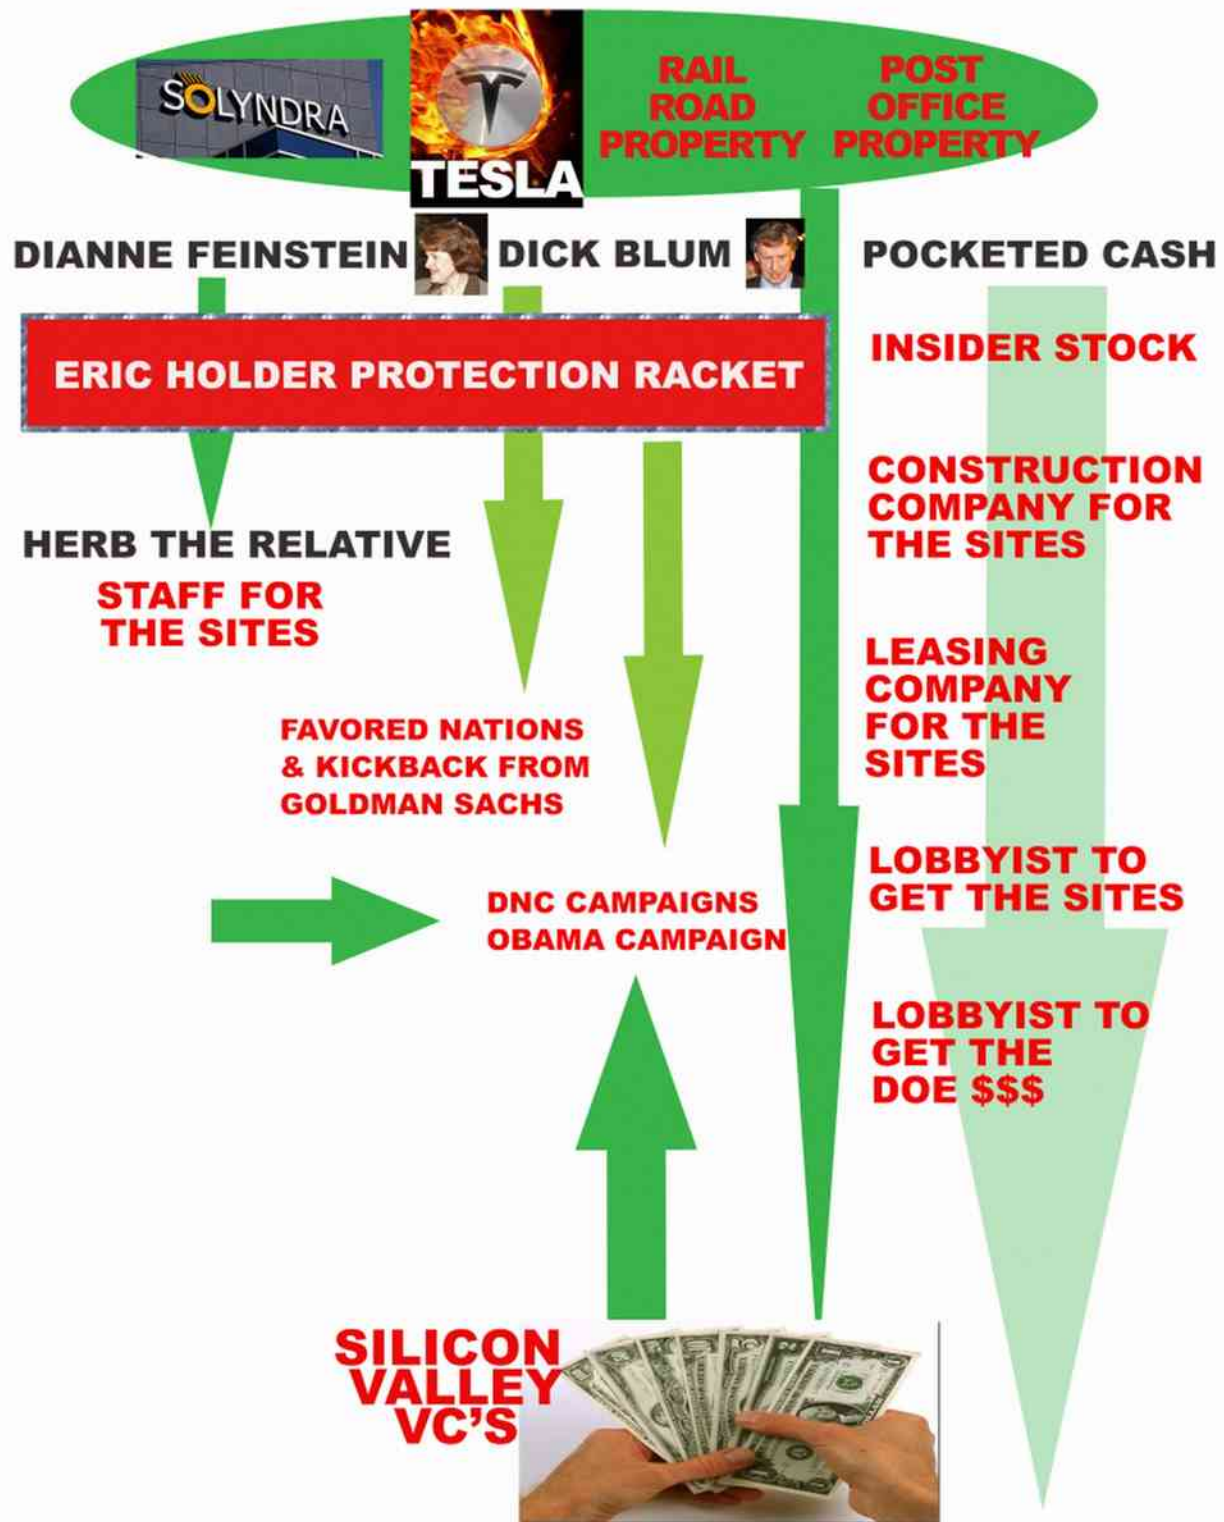 SOLYNDRA
TESLA
RAIL
ROAD
PROPERTY
POST
OFFICE
PROPERTY
DIANNE FEINSTEIN
DICK BLUM
POCKETED CASH
ERIC HOLDER PROTECTION RACKET
INSIDER STOCK
CONSTRUCTION
COMPANY FOR
THE SITES
HERB THE RELATIVE
STAFF FOR
THE SITES
LEASING
COMPANY
FOR THE
SITES
FAVORED NATIONS
& KICKBACK FROM
GOLDMAN SACHS
LOBBYIST TO
GET THE SITES
DNC CAMPAIGNS
OBAMA CAMPAIGN
LOBBYIST TO
GET THE
DOE $$$
SILICON
VALLEY
VC'S